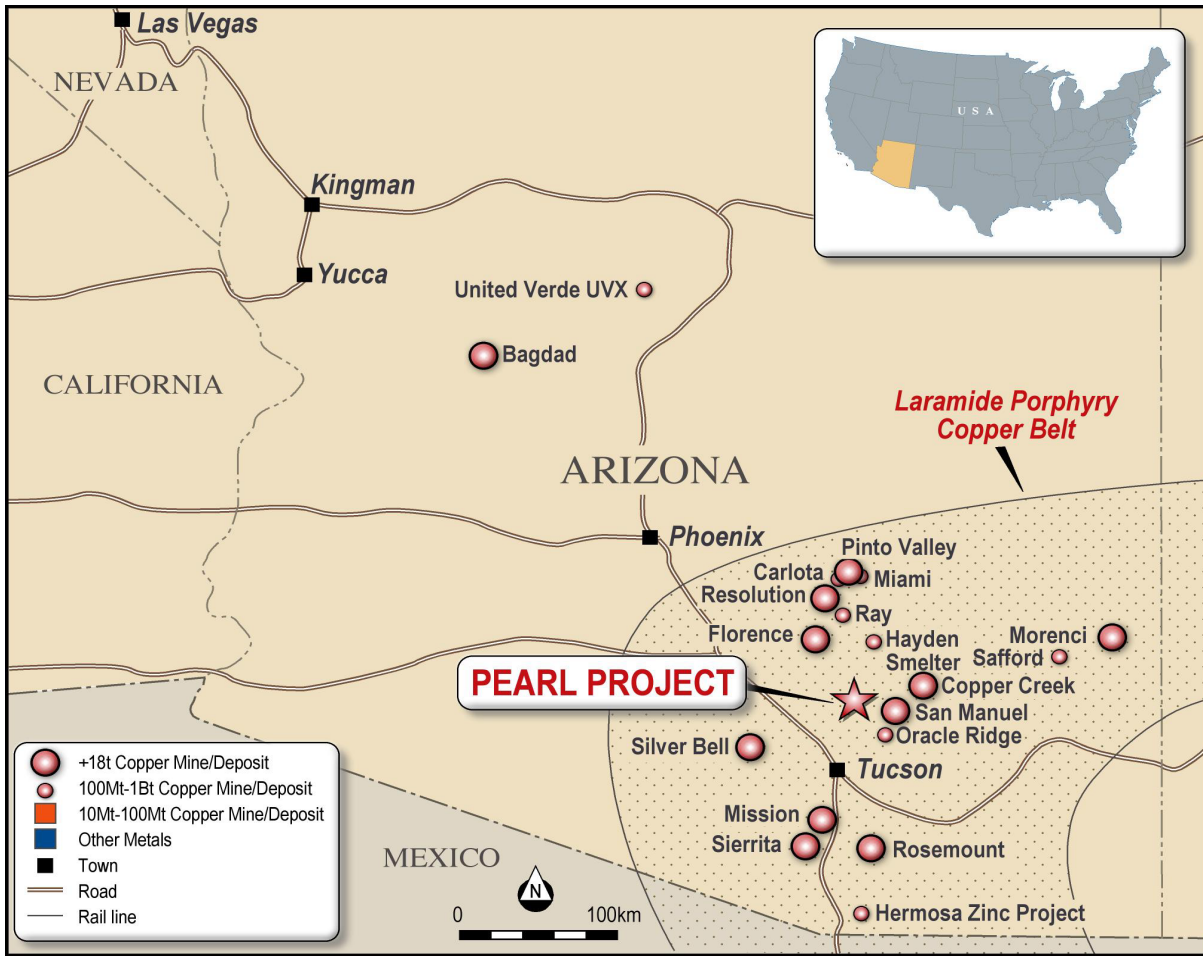 Las Vegas
NEVADA
USA
Kingman
Yucca
United Verde UVX
Bagdad
CALIFORNIA
Laramide Porphyry
Copper Belt
ARIZONA
Phoenix
Pinto Valley
Carlota
Miami
Resolution
Ray
Florence
Hayden
Smelter
Morenci
Safford
PEARL PROJECT
Copper Creek
San Manuel
Oracle Ridge
Silver Bell
Tucson
Mission
Sierrita
Rosemount
MEXICO
Hermosa Zinc Project
N
0 100km
+18t Copper Mine/Deposit
100Mt-1Bt Copper Mine/Deposit
10Mt-100Mt Copper Mine/Deposit
Other Metals
Town
Road
Rail line